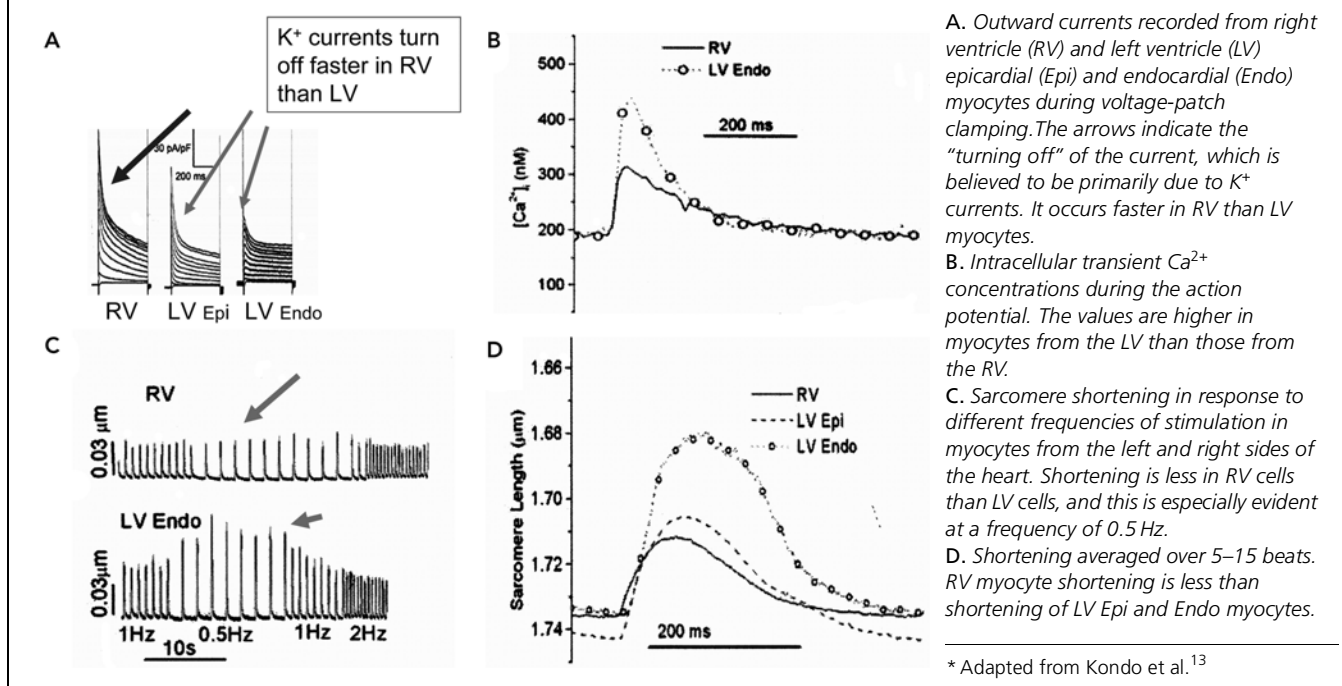 A
K⁺ currents turn
off faster in RV
than LV
30 pA/pF
200 ms
RV
LV Epi
LV Endo
B
RV
LV Endo
200 ms
[Ca²⁺]ᵢ (nM)
500
400
300
200
100
C
RV
0.03 μm
LV Endo
0.03 μm
1Hz
0.5Hz
1Hz
2Hz
10s
D
RV
LV Epi
LV Endo
200 ms
Sarcomere Length (μm)
1.66
1.68
1.70
1.72
1.74
A. Outward currents recorded from right
ventricle (RV) and left ventricle (LV)
epicardial (Epi) and endocardial (Endo)
myocytes during voltage-patch
clamping.The arrows indicate the
“turning off” of the current, which is
believed to be primarily due to K⁺
currents. It occurs faster in RV than LV
myocytes.
B. Intracellular transient Ca²⁺
concentrations during the action
potential. The values are higher in
myocytes from the LV than those from
the RV.
C. Sarcomere shortening in response to
different frequencies of stimulation in
myocytes from the left and right sides of
the heart. Shortening is less in RV cells
than LV cells, and this is especially evident
at a frequency of 0.5 Hz.
D. Shortening averaged over 5–15 beats.
RV myocyte shortening is less than
shortening of LV Epi and Endo myocytes.
* Adapted from Kondo et al.¹³